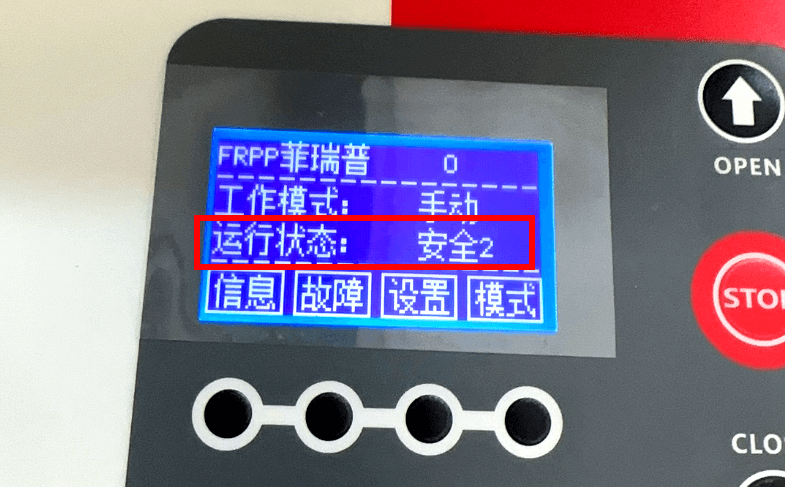 FRPP菲瑞普 0
工作模式: 手动
运行状态: 安全2
信息 故障 设置 模式
OPEN
STO
CLO